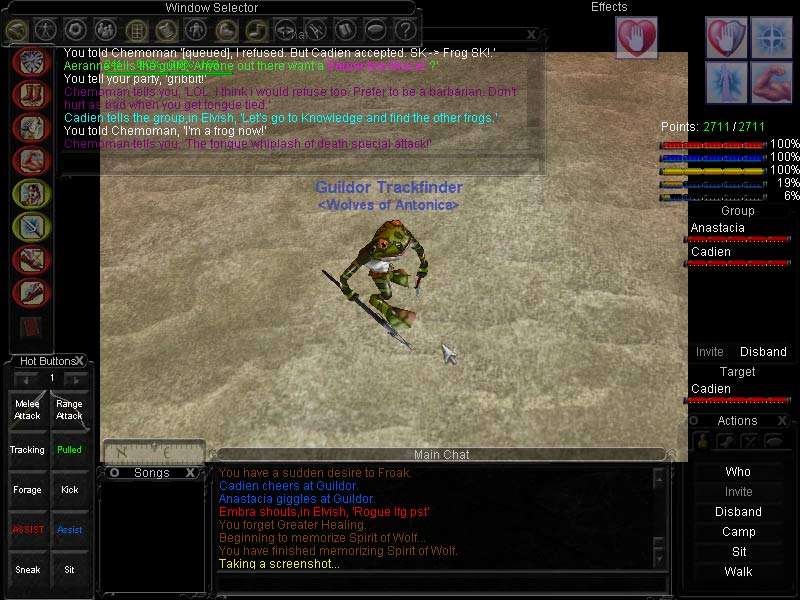 Window Selector
Effects
You told Chemoman '[queued], I refused. But Cadien accepted. SK -> Frog SK!.'
Aeranne tells the guild, 'Anyone out there want a ?'
You tell your party, 'gribbit!'
Chemoman tells you, 'LOL. I think I would refuse too. Prefer to be a barbarian. Don't
hurt as bad when you get tongue tied.'
Cadien tells the group,in Elvish, 'Let's go to Knowledge and find the other frogs.'
You told Chemoman, 'I'm a frog now!'
Chemoman tells you, 'The tongue whiplash of death special attack!'
Points: 2711/2711
100%
100%
100%
19%
6%
Guildor Trackfinder
<Wolves of Antonica>
Group
Anastacia
Cadien
Invite Disband
Target
Cadien
Actions X
Who
Invite
Disband
Camp
Sit
Walk
Hot Buttons X
1
Melee Attack
Range Attack
Tracking
Pulled
Forage
Kick
ASSIST
Assist
Sneak
Sit
N
O Songs X
Main Chat
You have a sudden desire to Froak.
Cadien cheers at Guildor.
Anastacia giggles at Guildor.
Embra shouts,in Elvish, 'Rogue lfg pst'
You forget Greater Healing.
Beginning to memorize Spirit of Wolf...
You have finished memorizing Spirit of Wolf.
Taking a screenshot...